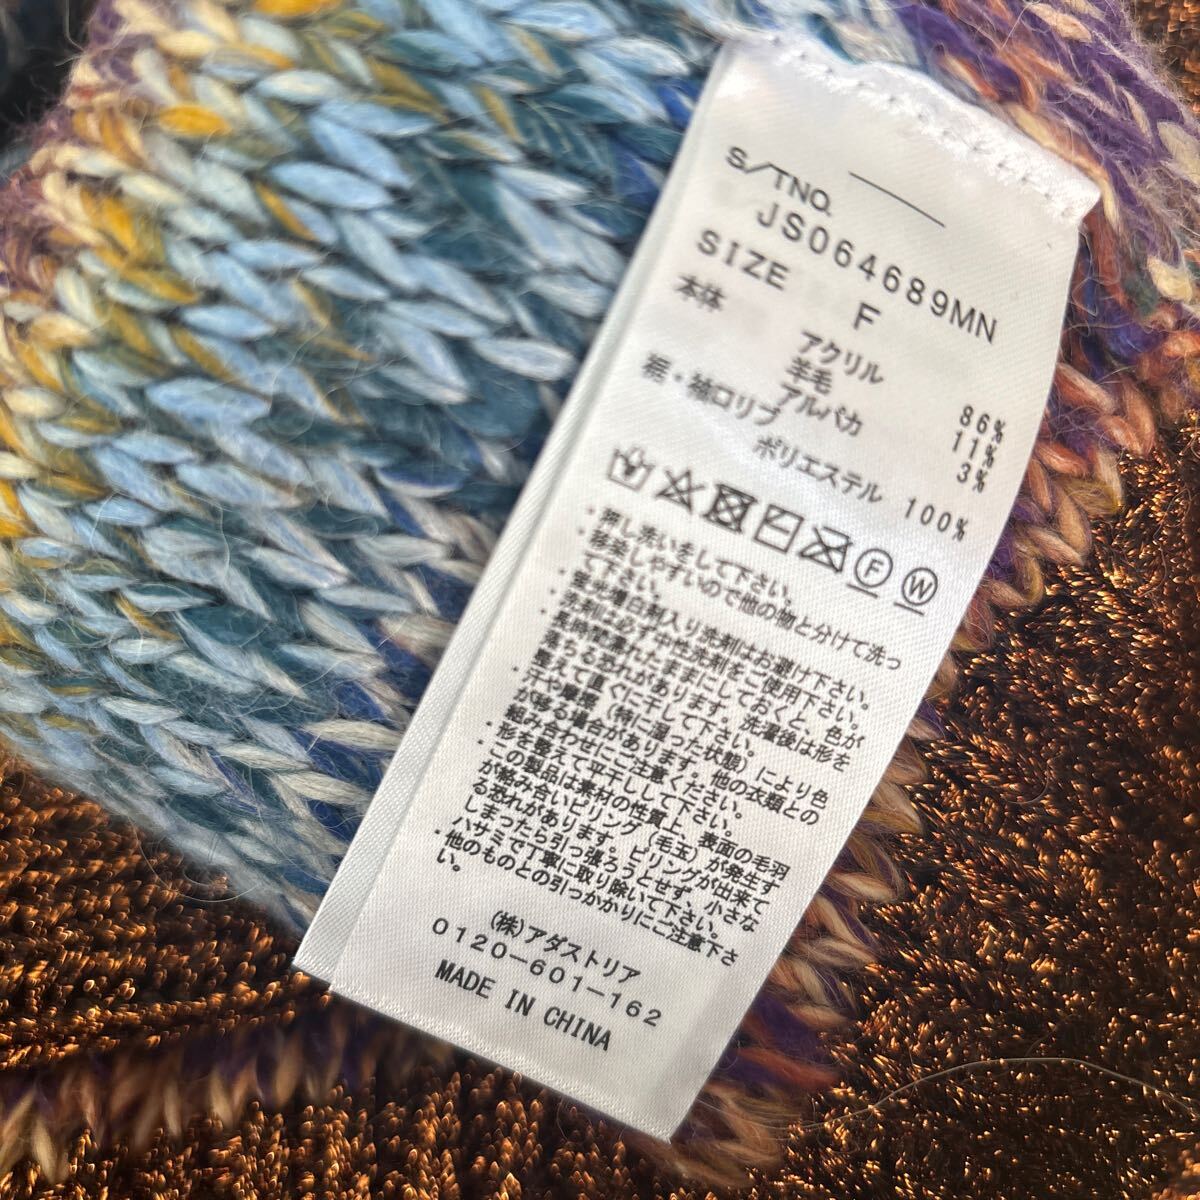 S/TNO.
JS064689MN
SIZE F
本体
アクリル 86%
羊毛 11%
アルパカ 3%
裾・袖口リブ
ポリエステル 100%
F W
・押し洗いをして下さい。
・移染しやすいので他の物と分けて洗っ
て下さい。
・蛍光増白剤入り洗剤はお避け下さい。
・洗剤は必ず中性洗剤をご使用下さい。
長時間濡れたままにしておくと、色が
落ちる恐れがあります。洗濯後は形を
整えて直ぐに干して下さい。
・汗や摩擦（特に湿った状態）により色
が移る場合があります。他の衣類との
組み合わせにご注意ください。
・形を整えて平干しして下さい。
・この製品は素材の性質上、表面の毛羽
が絡み合いピリング（毛玉）が発生す
る恐れがあります。ピリングが出来て
しまったら引っ張ろうとせず、小さな
ハサミで丁寧に取り除いて下さい。
・他のものとの引っかかりにご注意下さ
い。
(株)アダストリア
0120-601-162
MADE IN CHINA